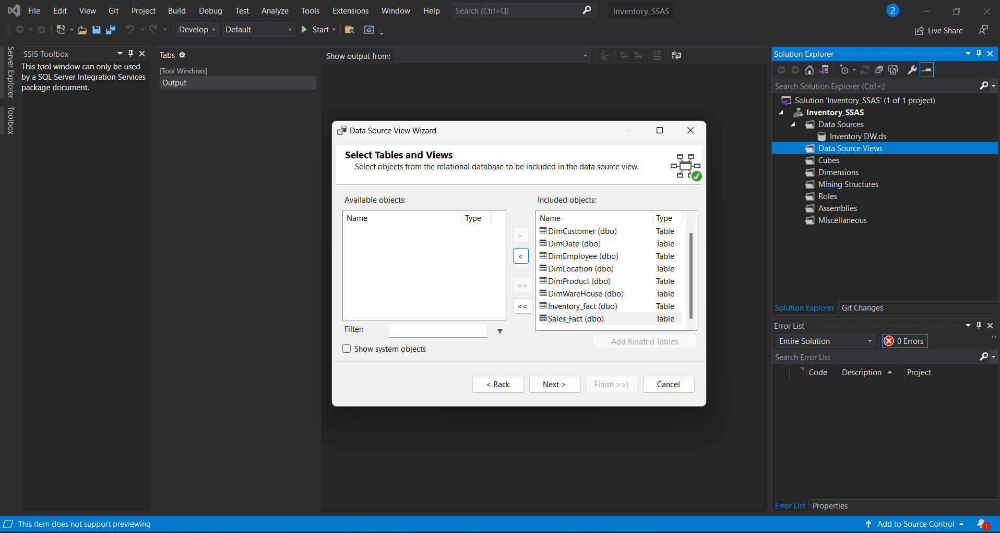 File Edit View Git Project Build Debug Test Analyze Tools Extensions Window Help Search (Ctrl+Q) Inventory_SSAS 2
Develop Default Start Live Share
Server Explorer
Toolbox
SSIS Toolbox
This tool window can only be used
by a SQL Server Integration Services
package document.
Tabs
[Tool Windows]
Output
Show output from:
Data Source View Wizard
Select Tables and Views
Select objects from the relational database to be included in the data source view.
Available objects:
Name Type
>
<
>>
<<
Included objects:
Name Type
DimCustomer (dbo) Table
DimDate (dbo) Table
DimEmployee (dbo) Table
DimLocation (dbo) Table
DimProduct (dbo) Table
DimWareHouse (dbo) Table
Inventory_fact (dbo) Table
Sales_Fact (dbo) Table
Filter:
Add Related Tables
Show system objects
< Back Next > Finish >>| Cancel
Solution Explorer
Search Solution Explorer (Ctrl+;)
Solution 'Inventory_SSAS' (1 of 1 project)
Inventory_SSAS
Data Sources
Inventory DW.ds
Data Source Views
Cubes
Dimensions
Mining Structures
Roles
Assemblies
Miscellaneous
Solution Explorer Git Changes
Error List
Entire Solution 0 Errors
Search Error List
Code Description Project
Error List Properties
This item does not support previewing Add to Source Control 1